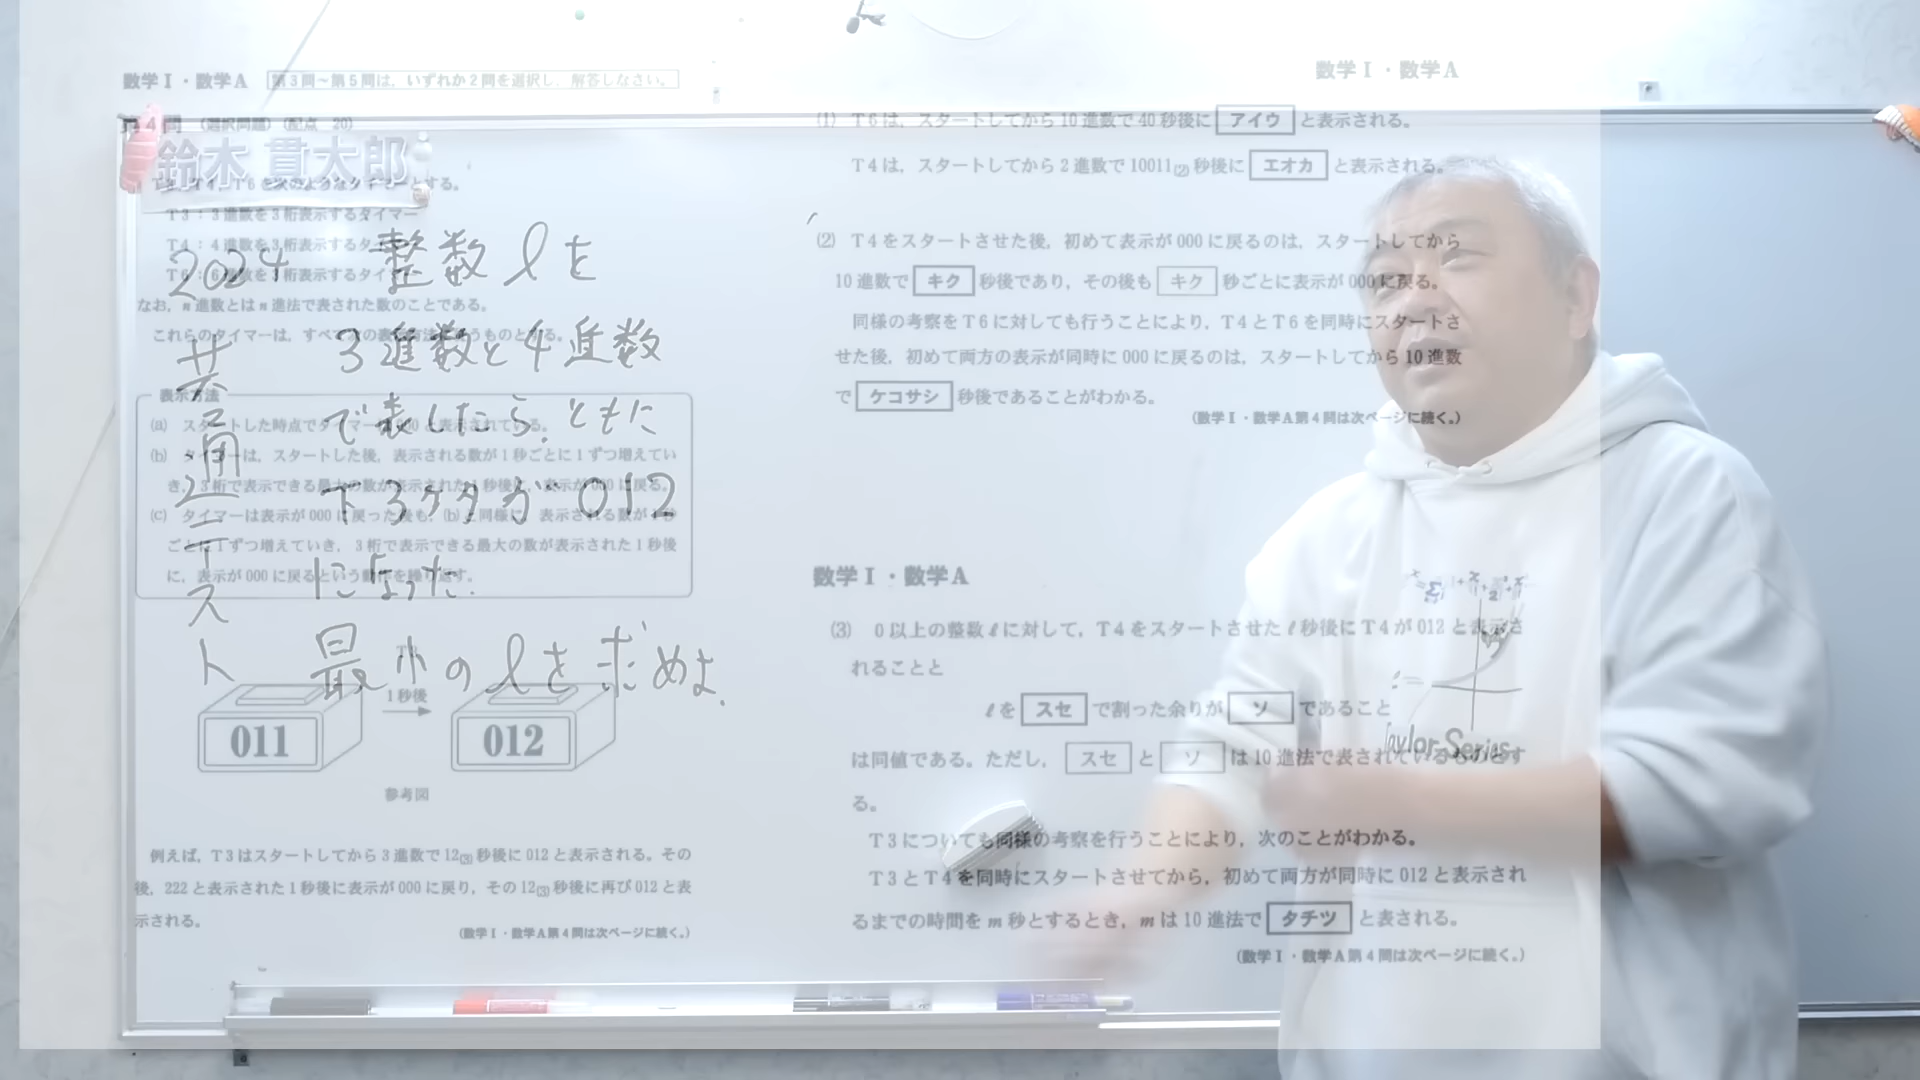 数学Ⅰ・数学A 第3問~第5問は、いずれか2問を選択し、解答しなさい。
第4問 (選択問題)(配点 20)
鈴木 貫太郎
T3, T4, T6を次のようなタイマーとする。
T3:3進数を3桁表示するタイマー
T4:4進数を3桁表示するタイマー
T6:6進数を3桁表示するタイマー
なお、n進数とはn進法で表された数のことである。
これらのタイマーは、すべて次の表示方法に従うものとする。
表示方法
(a) スタートした時点でタイマーは000と表示されている。
(b) タイマーは、スタートした後、表示される数が1秒ごとに1ずつ増えてい
き、3桁で表示できる最大の数が表示された1秒後に、表示が000に戻る。
(c) タイマーは表示が000に戻った後も、(b)と同様に、表示される数が1秒
ごとに1ずつ増えていき、3桁で表示できる最大の数が表示された1秒後
に、表示が000に戻るという動作を繰り返す。
T3
1秒後
011
012
参考図
例えば、T3はスタートしてから3進数で12(3)秒後に012と表示される。その
後、222と表示された1秒後に表示が000に戻り、その12(3)秒後に再び012と表
示される。
(数学Ⅰ・数学A第4問は次ページに続く。)
2024
共通テスト
整数 ℓを
3進数と4進数
で表したら、ともに
下3ケタが012
になった.
最小のℓを求めよ.
数学Ⅰ・数学A
(1) T6は、スタートしてから10進数で40秒後に アイウ と表示される。
T4は、スタートしてから2進数で10011(2)秒後に エオカ と表示される。
(2) T4をスタートさせた後、初めて表示が000に戻るのは、スタートしてから
10進数で キク 秒後であり、その後も キク 秒ごとに表示が000に戻る。
同様の考察をT6に対しても行うことにより、T4とT6を同時にスタートさ
せた後、初めて両方の表示が同時に000に戻るのは、スタートしてから10進数
で ケコサシ 秒後であることがわかる。
(数学Ⅰ・数学A第4問は次ページに続く。)
数学Ⅰ・数学A
(3) 0以上の整数ℓに対して、T4をスタートさせたℓ秒後にT4が012と表示さ
れることと
ℓを スセ で割った余りが ソ であること
は同値である。ただし、 スセ と ソ は10進法で表されているものとす
る。
T3についても同様の考察を行うことにより、次のことがわかる。
T3とT4を同時にスタートさせてから、初めて両方が同時に012と表示され
るまでの時間をm秒とするとき、mは10進法で タチツ と表される。
(数学Ⅰ・数学A第4問は次ページに続く。)
Taylor Series